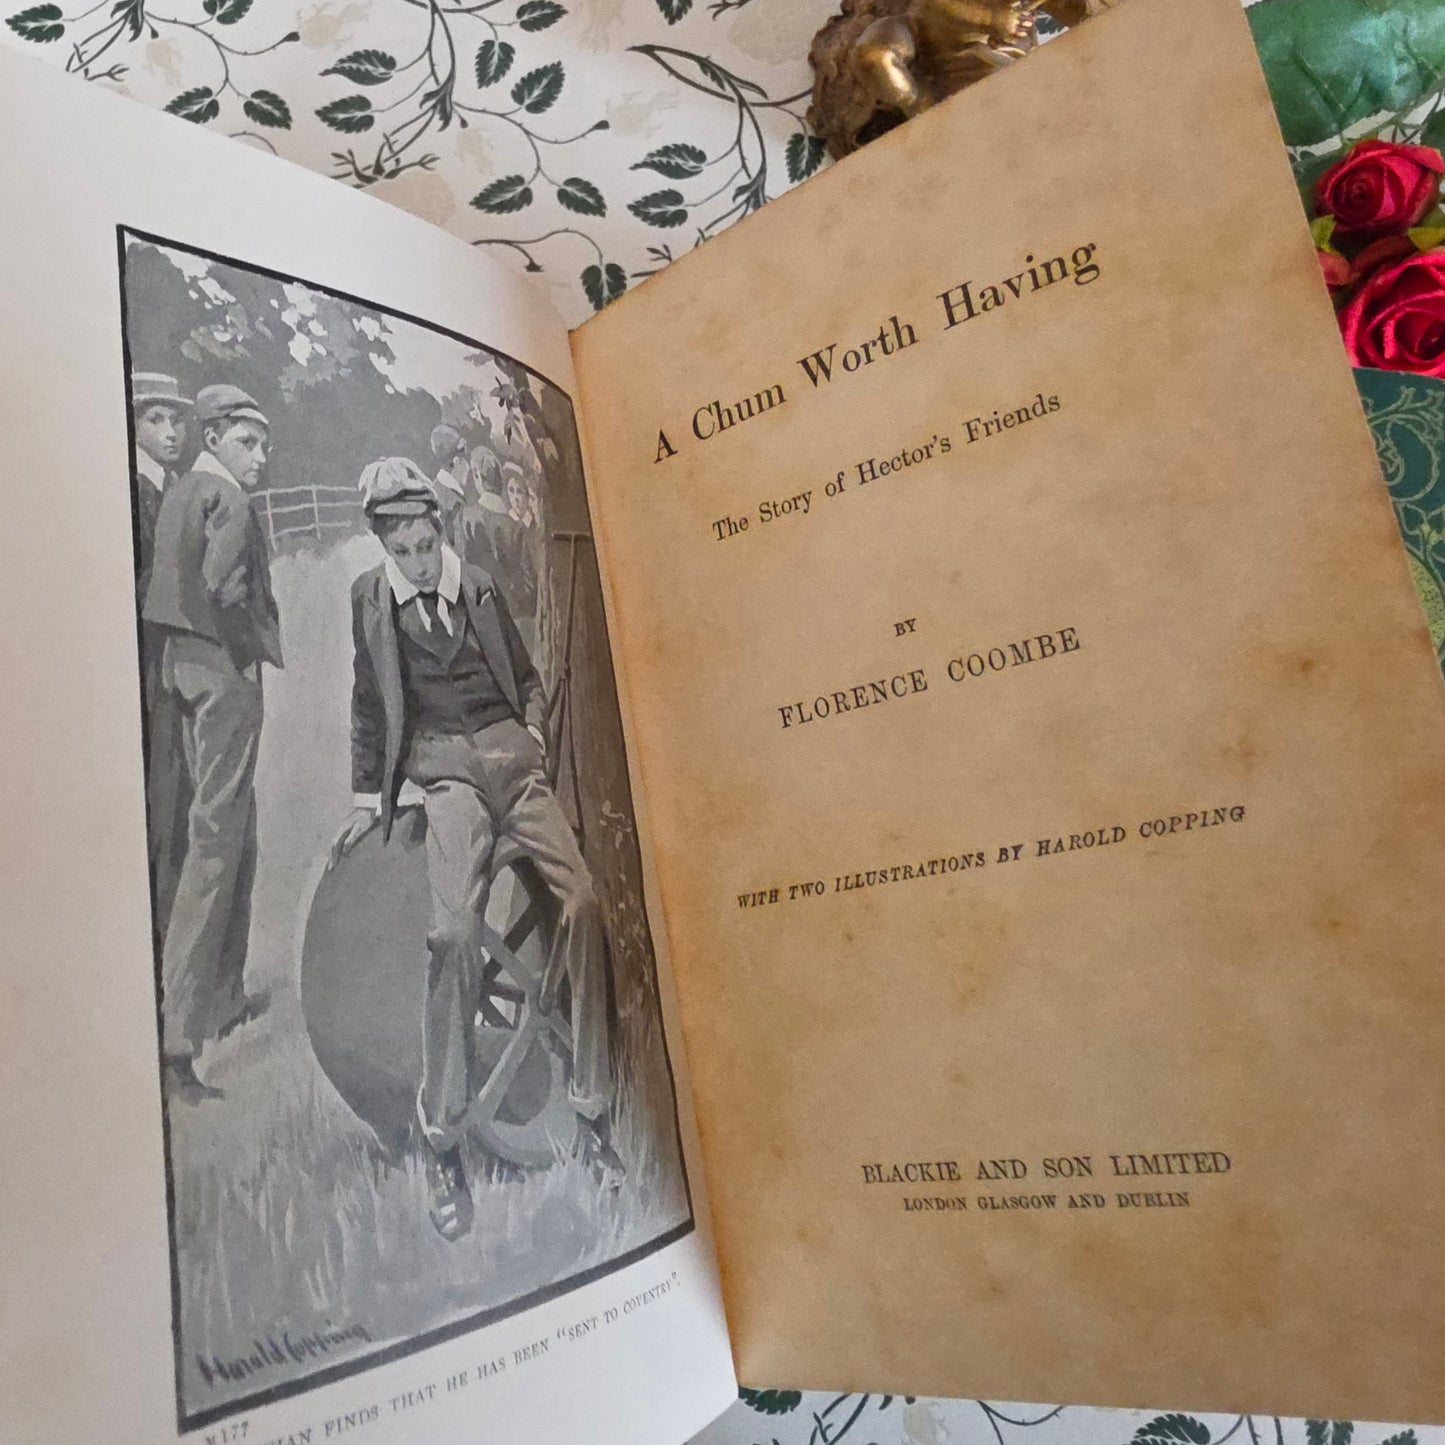 Harold Copping
M177
FINDS THAT HE HAS BEEN "SENT TO COVENTRY".
A Chum Worth Having
The Story of Hector's Friends
BY
FLORENCE COOMBE
WITH TWO ILLUSTRATIONS BY HAROLD COPPING
BLACKIE AND SON LIMITED
LONDON GLASGOW AND DUBLIN